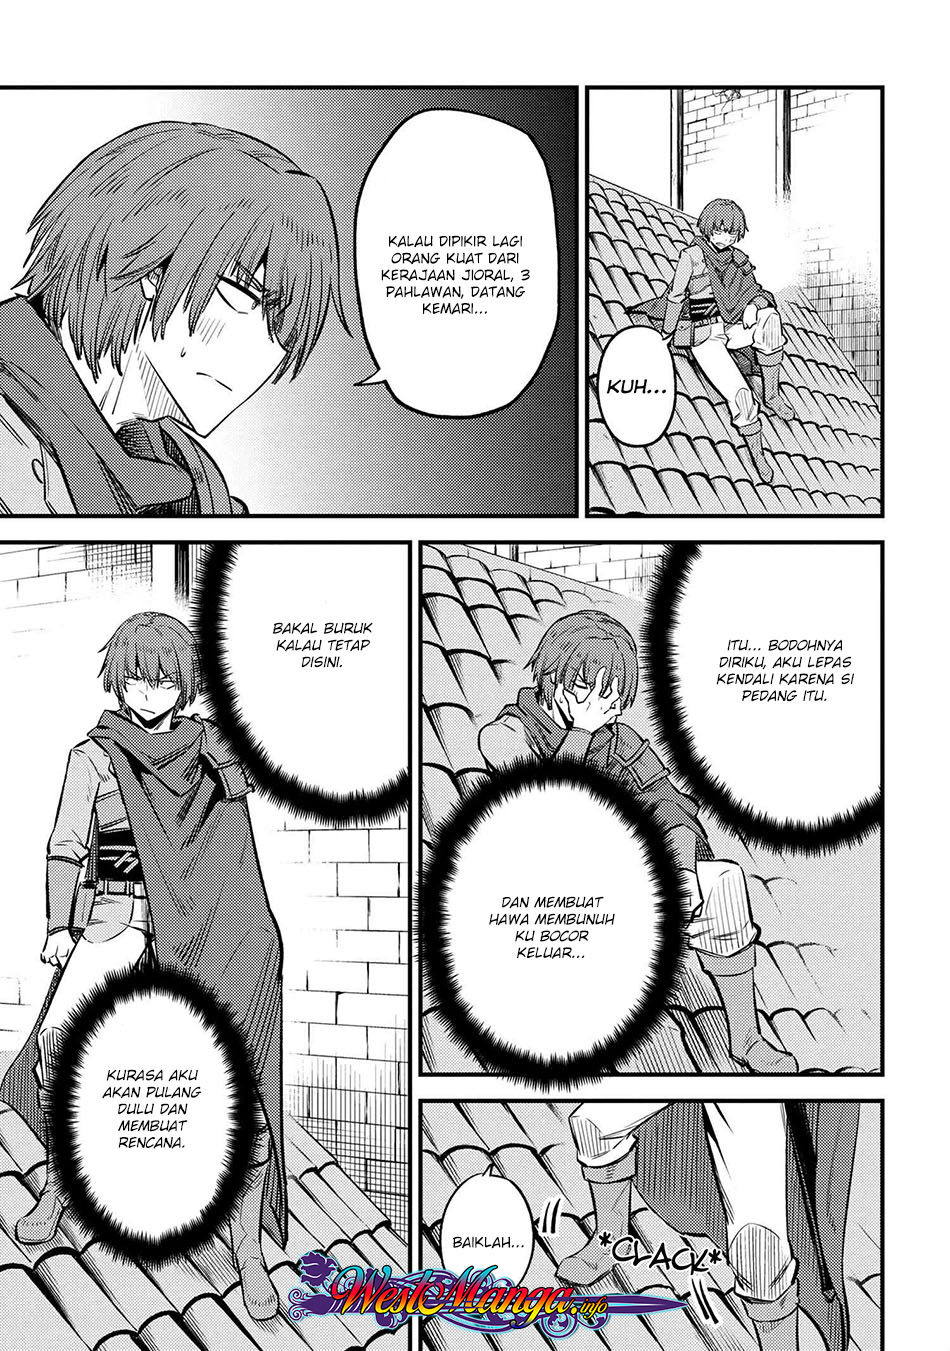 KUH...
KALAU DIPIKIR LAGI
ORANG KUAT DARI
KERAJAAN JIORAL, 3
PAHLAWAN, DATANG
KEMARI...
ITU... BODOHNYA
DIRIKU, AKU LEPAS
KENDALI KARENA SI
PEDANG ITU.
DAN MEMBUAT
HAWA MEMBUNUH
KU BOCOR
KELUAR...
BAIKLAH...
*CLACK*
BAKAL BURUK
KALAU TETAP
DISINI.
KURASA AKU
AKAN PULANG
DULU DAN
MEMBUAT
RENCANA.
WestManga.info